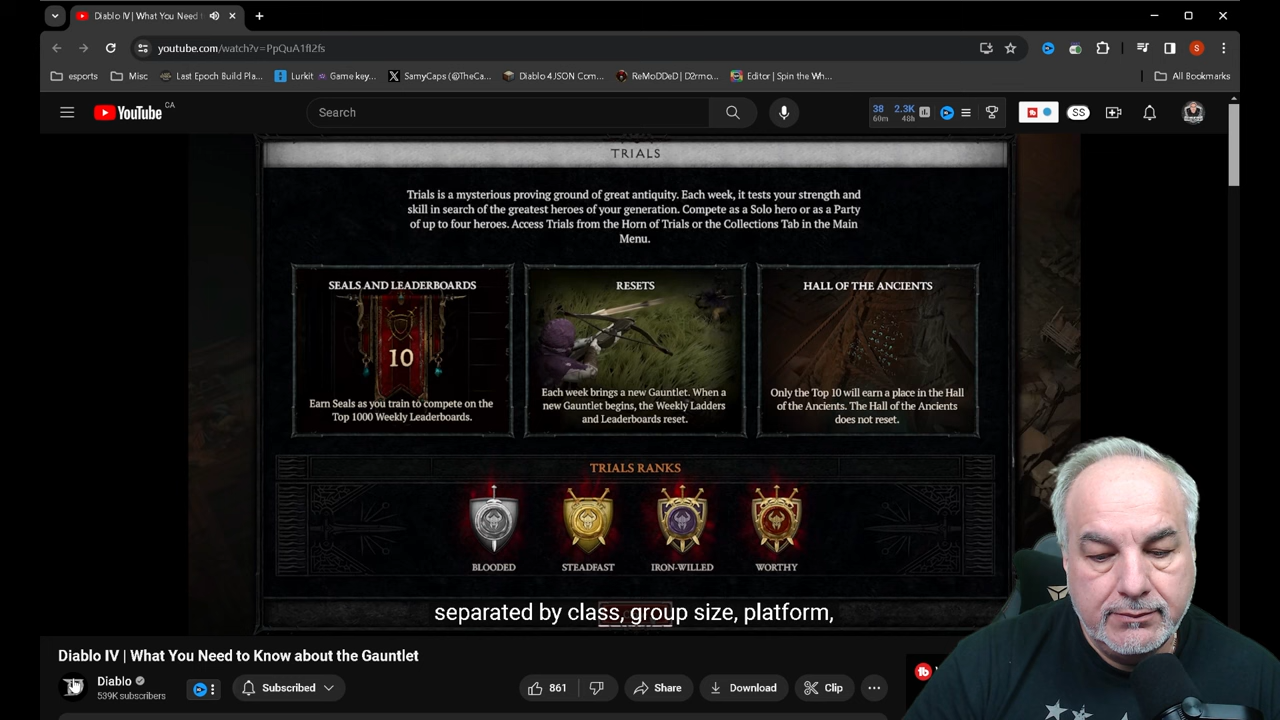 Diablo IV | What You Need
youtube.com/watch?v=PpQuA1fI2fs
esports
Misc
Last Epoch Build Pla...
Lurkit
Game key...
SamyCaps (@TheCa...
Diablo 4JSON Com...
ReMoDDeD | D2rmo...
Editor | Spin the Wh...
All Bookmarks
YouTube CA
Search
38
60m
2.3K
48h
SS
S
TRIALS
Trials is a mysterious proving ground of great antiquity. Each week, it tests your strength and
skill in search of the greatest heroes of your generation. Compete as a Solo hero or as a Party
of up to four heroes. Access Trials from the Horn of Trials or the Collections Tab in the Main
Menu.
SEALS AND LEADERBOARDS
10
Earn Seals as you train to compete on the
Top 1000 Weekly Leaderboards.
RESETS
Each week brings a new Gauntlet. When a
new Gauntlet begins, the Weekly Ladders
and Leaderboards reset.
HALL OF THE ANCIENTS
Only the Top 10 will earn a place in the Hall
of the Ancients. The Hall of the Ancients
does not reset.
TRIALS RANKS
BLOODED
STEADFAST
IRON-WILLED
WORTHY
separated by class, group size, platform,
Diablo IV | What You Need to Know about the Gauntlet
Diablo
539K subscribers
Subscribed
861
Share
Download
Clip